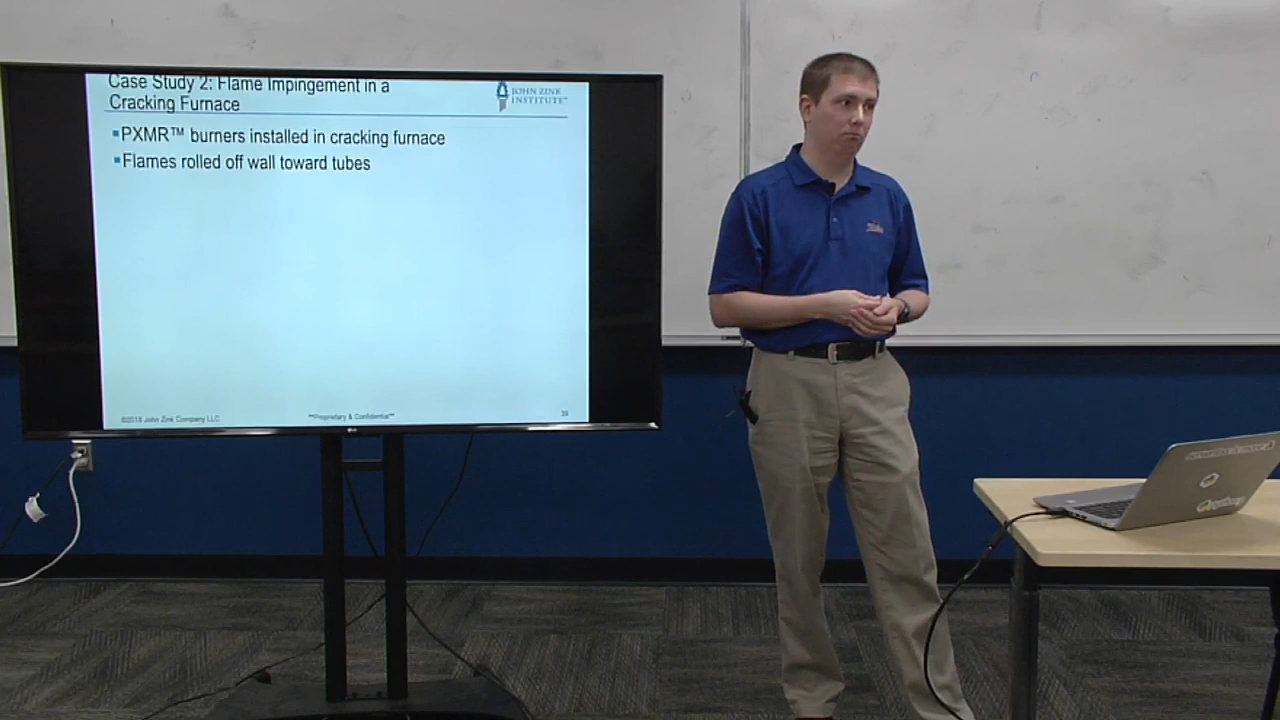 Case Study 2: Flame Impingement in a
Cracking Furnace
JOHN ZINK
INSTITUTE
▪PXMR™ burners installed in cracking furnace
▪Flames rolled off wall toward tubes
©2018 John Zink Company LLC
**Proprietary & Confidential**
39
LG